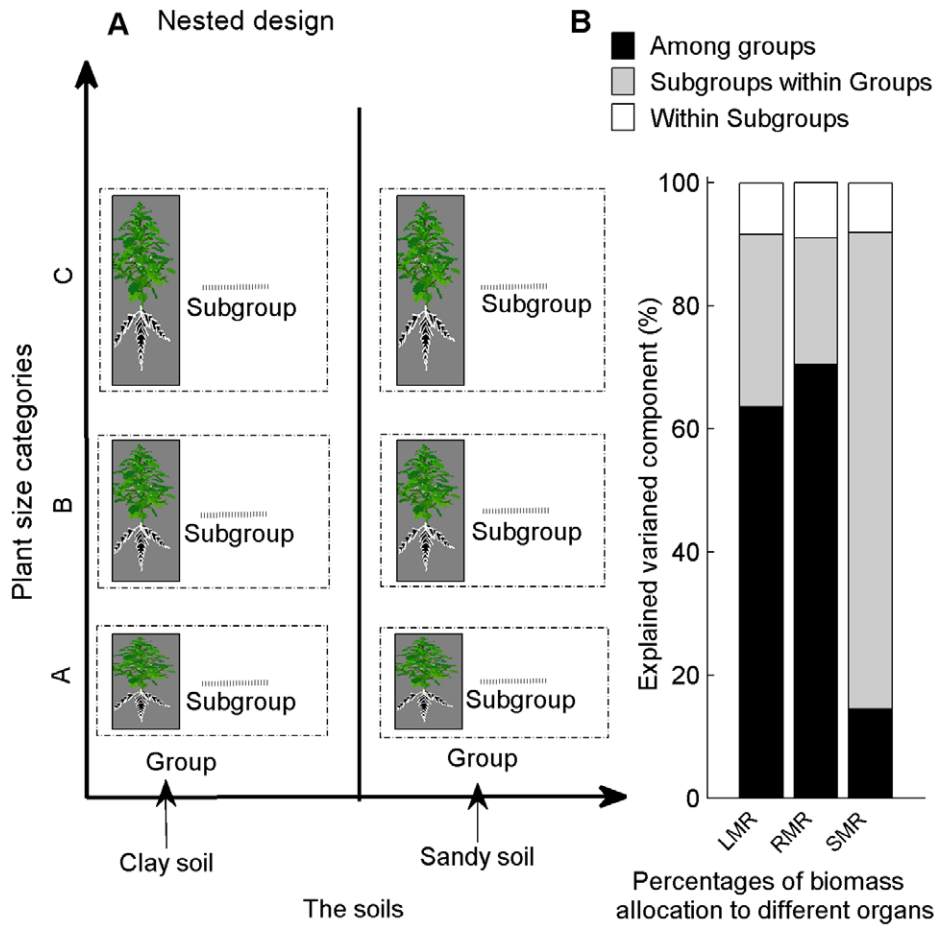 A Nested design
C
Subgroup
Subgroup
B
Subgroup
Subgroup
A
Subgroup
Subgroup
Plant size categories
Group
Group
Clay soil
Sandy soil
The soils
B
Among groups
Subgroups within Groups
Within Subgroups
100
80
60
40
20
0
Explained varianed component (%)
LMR
RMR
SMR
Percentages of biomass
allocation to different organs